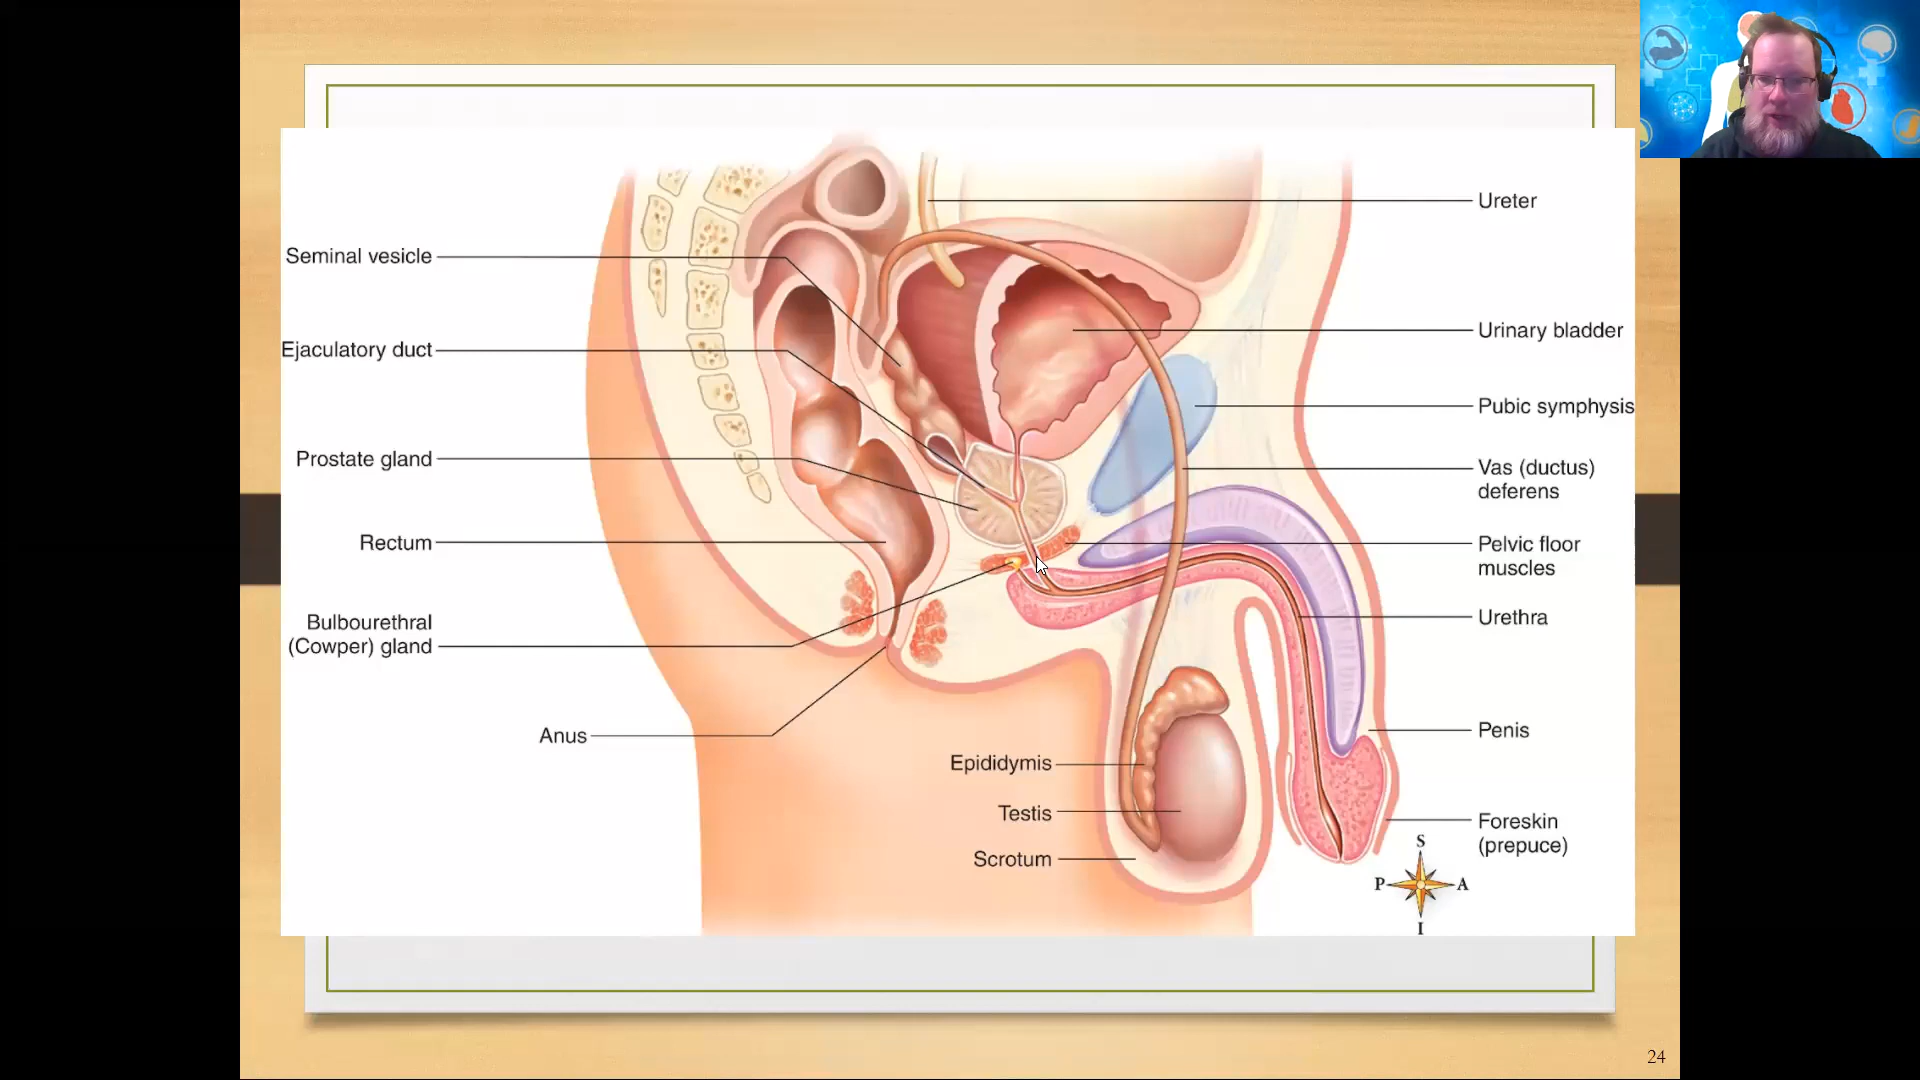 Seminal vesicle
Ejaculatory duct
Prostate gland
Rectum
Bulbourethral
(Cowper) gland
Anus
Epididymis
Testis
Scrotum
Ureter
Urinary bladder
Pubic symphysis
Vas (ductus)
deferens
Pelvic floor
muscles
Urethra
Penis
Foreskin
(prepuce)
S
P A
I
24